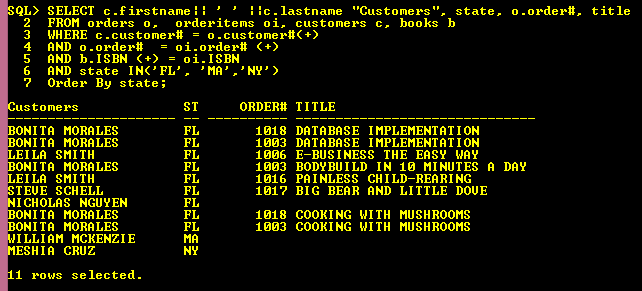 SQL> SELECT c.firstname|| ' ' ||c.lastname "Customers", state, o.order#, title
2 FROM orders o, orderitems oi, customers c, books b
3 WHERE c.customer# = o.customer#(+)
4 AND o.order# = oi.order# (+)
5 AND b.ISBN (+) = oi.ISBN
6 AND state IN('FL', 'MA','NY')
7 Order By state;
Customers ST ORDER# TITLE
BONITA MORALES FL 1018 DATABASE IMPLEMENTATION
BONITA MORALES FL 1003 DATABASE IMPLEMENTATION
LEILA SMITH FL 1006 E-BUSINESS THE EASY WAY
BONITA MORALES FL 1003 BODYBUILD IN 10 MINUTES A DAY
LEILA SMITH FL 1016 PAINLESS CHILD-REARING
STEVE SCHELL FL 1017 BIG BEAR AND LITTLE DOVE
NICHOLAS NGUYEN FL
BONITA MORALES FL 1018 COOKING WITH MUSHROOMS
BONITA MORALES FL 1003 COOKING WITH MUSHROOMS
WILLIAM MCKENZIE MA
MESHIA CRUZ NY
11 rows selected.